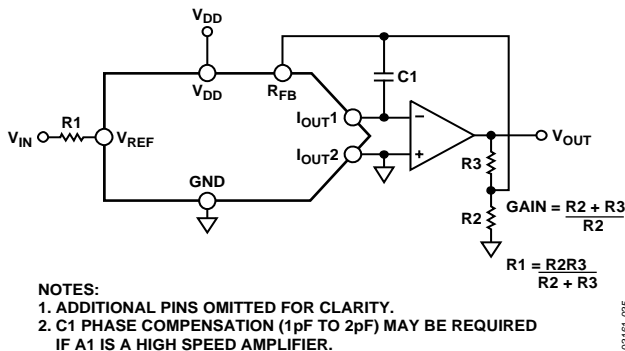 VDD
VDD
RFB
C1
R1
VIN
VREF
IOUT1
IOUT2
GND
−
+
VOUT
R3
R2
GAIN = R2 + R3
R2
R1 = R2R3
R2 + R3
NOTES:
1. ADDITIONAL PINS OMITTED FOR CLARITY.
2. C1 PHASE COMPENSATION (1pF TO 2pF) MAY BE REQUIRED
IF A1 IS A HIGH SPEED AMPLIFIER.